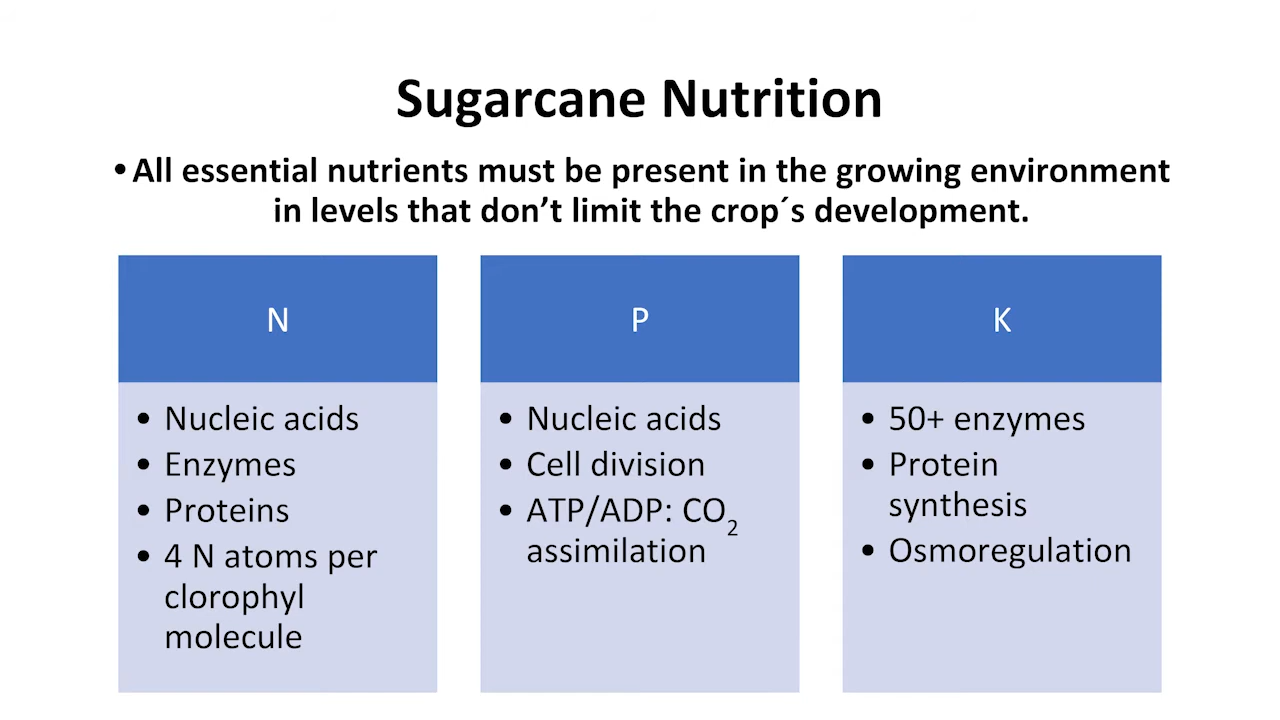 Sugarcane Nutrition
•All essential nutrients must be present in the growing environment
in levels that don’t limit the crop´s development.
N
• Nucleic acids
• Enzymes
• Proteins
• 4 N atoms per
clorophyl
molecule
P
• Nucleic acids
• Cell division
• ATP/ADP: CO2
assimilation
K
• 50+ enzymes
• Protein
synthesis
• Osmoregulation